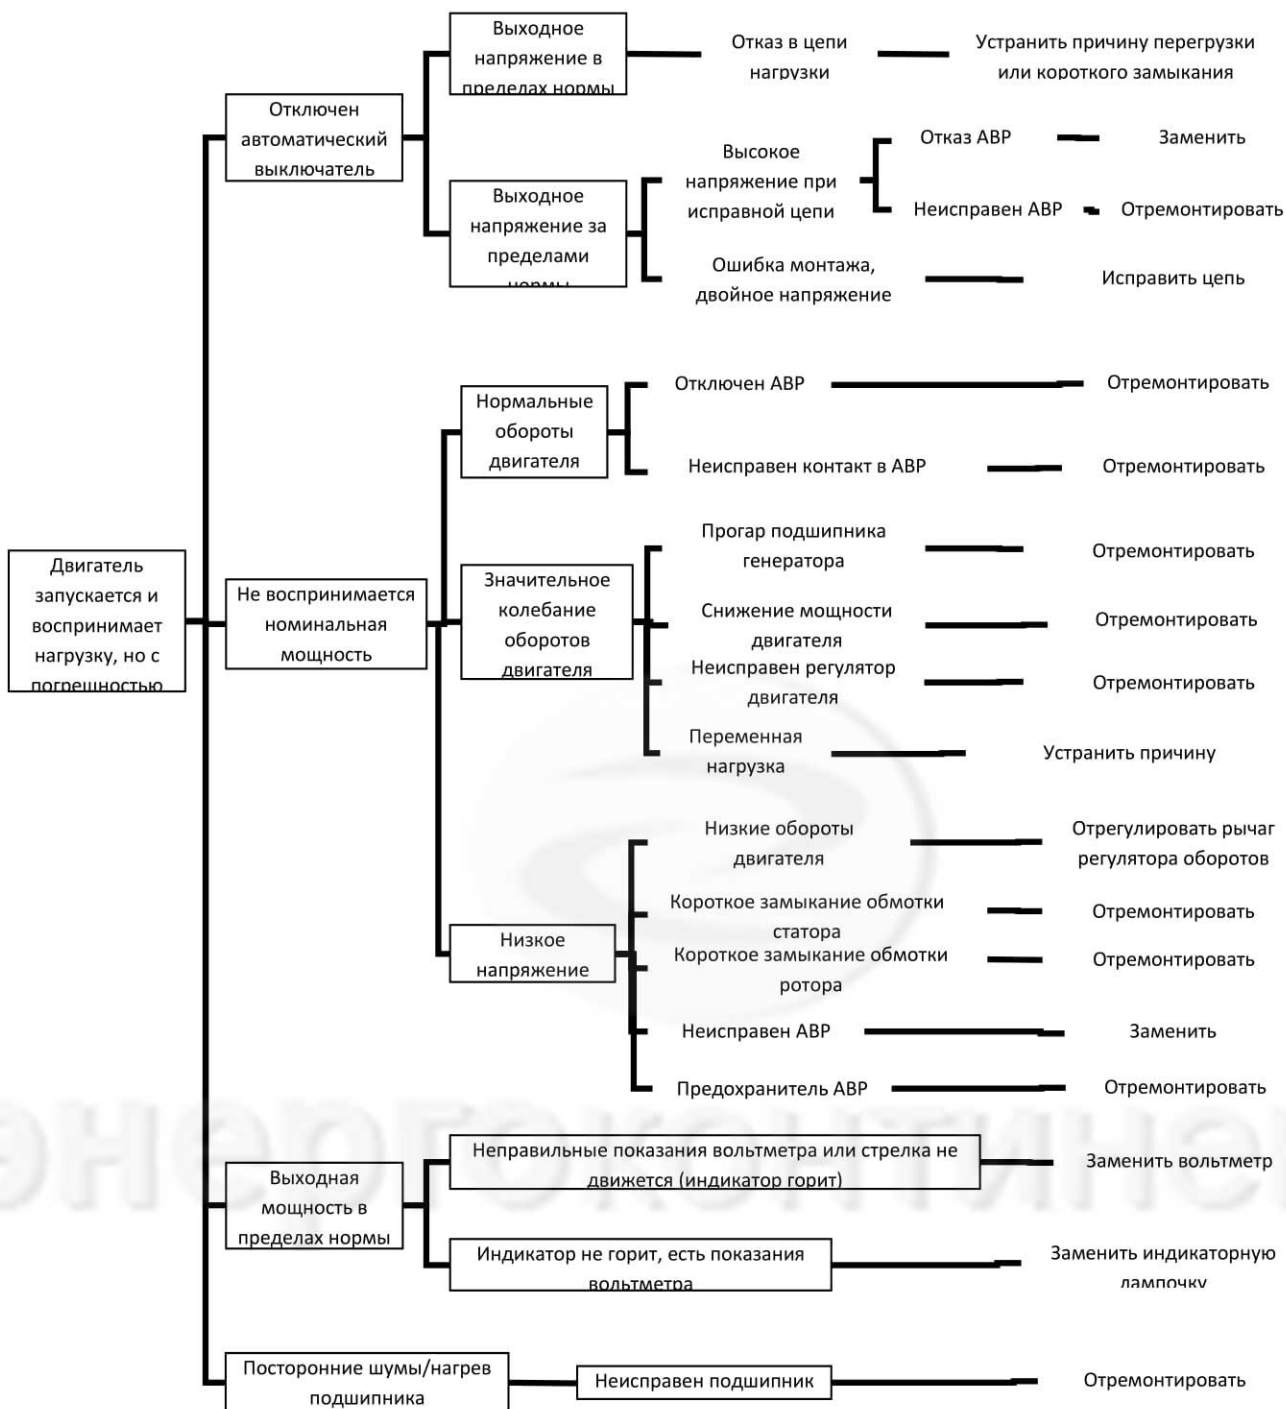 Выходное
напряжение в
пределах нормы
Отказ в цепи
нагрузки
Устранить причину перегрузки
или короткого замыкания
Отключен
автоматический
выключатель
Выходное
напряжение за
пределами
нормы
Высокое
напряжение при
исправной цепи
Отказ АВР
Заменить
Неисправен АВР
Отремонтировать
Ошибка монтажа,
двойное напряжение
Исправить цепь
Двигатель
запускается и
воспринимает
нагрузку, но с
погрешностью
Не воспринимается
номинальная
мощность
Нормальные
обороты
двигателя
Отключен АВР
Отремонтировать
Неисправен контакт в АВР
Отремонтировать
Значительное
колебание
оборотов
двигателя
Прогар подшипника
генератора
Отремонтировать
Снижение мощности
двигателя
Отремонтировать
Неисправен регулятор
двигателя
Отремонтировать
Переменная
нагрузка
Устранить причину
Низкое
напряжение
Низкие обороты
двигателя
Отрегулировать рычаг
регулятора оборотов
Короткое замыкание обмотки
статора
Отремонтировать
Короткое замыкание обмотки
ротора
Отремонтировать
Неисправен АВР
Заменить
Предохранитель АВР
Отремонтировать
энергоконтинен
Выходная
мощность в
пределах нормы
Неправильные показания вольтметра или стрелка не
движется (индикатор горит)
Заменить вольтметр
Индикатор не горит, есть показания
вольтметра
Заменить индикаторную
лампочку
Посторонние шумы/нагрев
подшипника
Неисправен подшипник
Отремонтировать